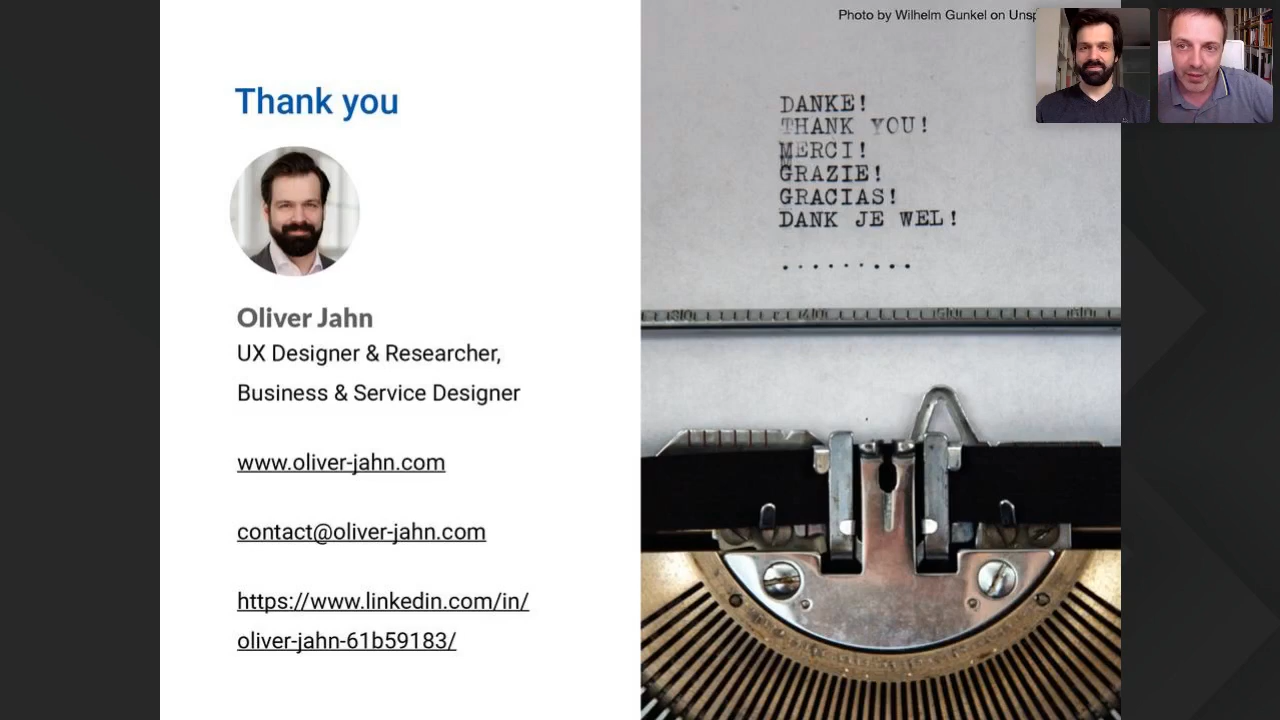 Thank you
Oliver Jahn
UX Designer & Researcher,
Business & Service Designer
www.oliver-jahn.com
contact@oliver-jahn.com
https://www.linkedin.com/in/
oliver-jahn-61b59183/
Photo by Wilhelm Gunkel on
DANKE!
THANK YOU!
MERCI!
GRAZIE!
GRACIAS!
DANK JE WEL!
.........